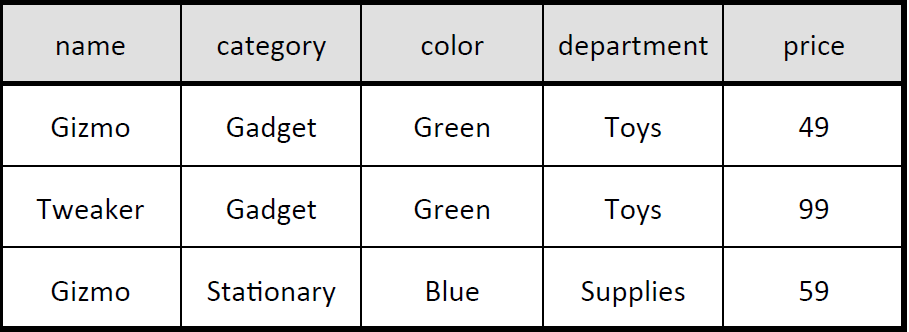 name category color department price
Gizmo Gadget Green Toys 49
Tweaker Gadget Green Toys 99
Gizmo Stationary Blue Supplies 59